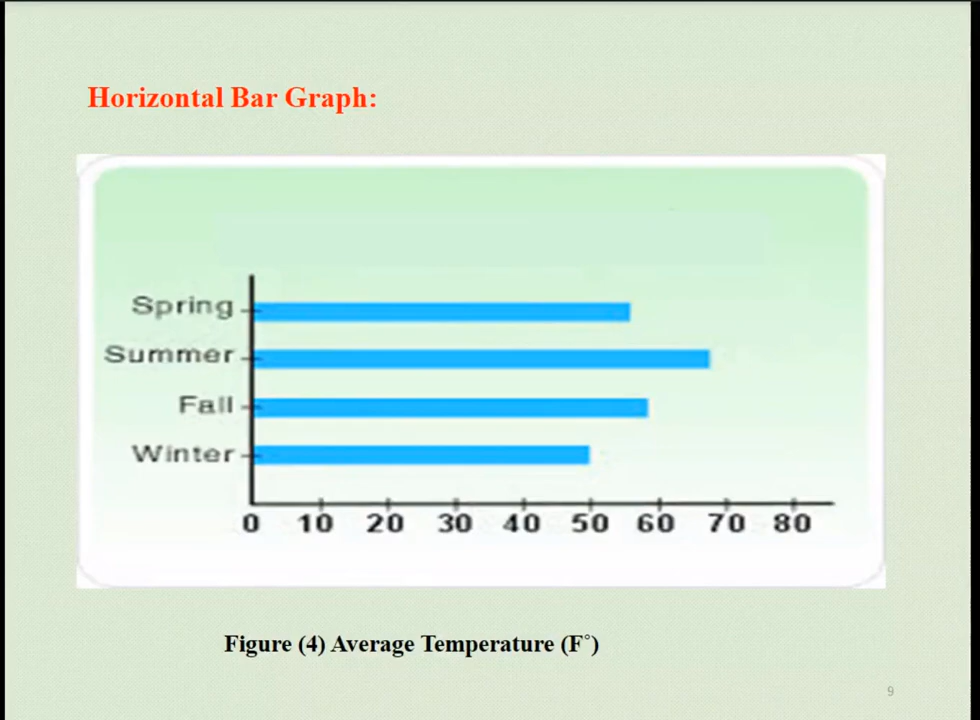 Horizontal Bar Graph:
Spring
Summer
Fall
Winter
0 10 20 30 40 50 60 70 80
Figure (4) Average Temperature (F°)
9